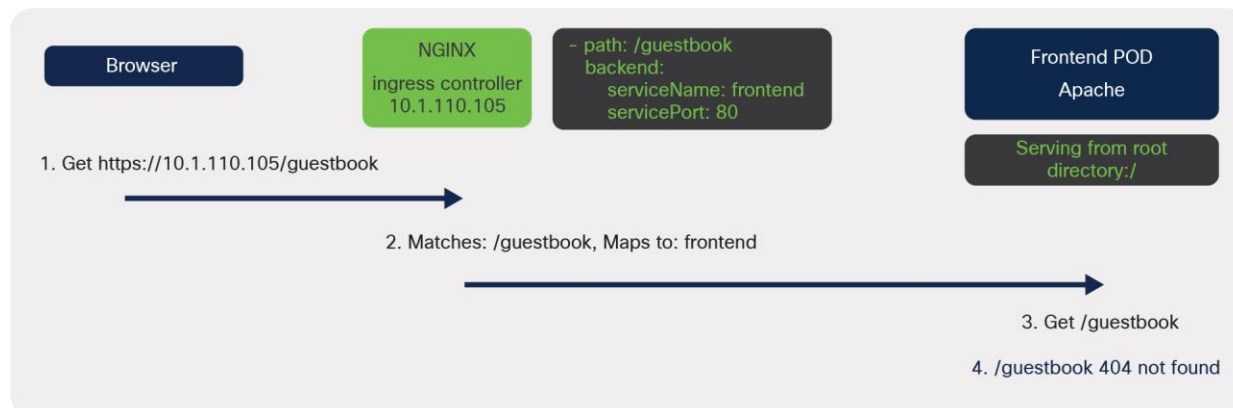 Browser
NGINX
ingress controller
10.1.110.105
- path: /guestbook
backend:
serviceName: frontend
servicePort: 80
Frontend POD
Apache
Serving from root
directory:/
1. Get https://10.1.110.105/guestbook
2. Matches: /guestbook, Maps to: frontend
3. Get /guestbook
4. /guestbook 404 not found